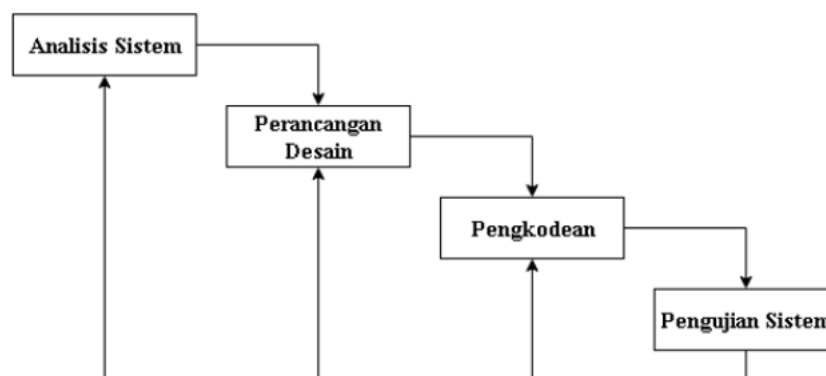 Analisis Sistem
Perancangan
Desain
Pengkodean
Pengujian Sistem